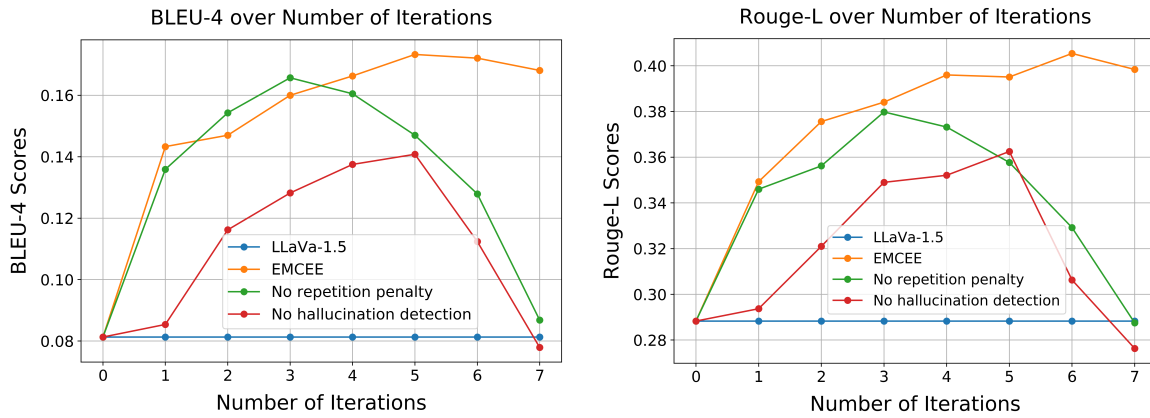 BLEU-4 over Number of Iterations
BLEU-4 Scores
0.16
0.14
0.12
0.10
0.08
LLaVa-1.5
EMCEE
No repetition penalty
No hallucination detection
0 1 2 3 4 5 6 7
Number of Iterations
Rouge-L over Number of Iterations
Rouge-L Scores
0.40
0.38
0.36
0.34
0.32
0.30
0.28
LLaVa-1.5
EMCEE
No repetition penalty
No hallucination detection
0 1 2 3 4 5 6 7
Number of Iterations